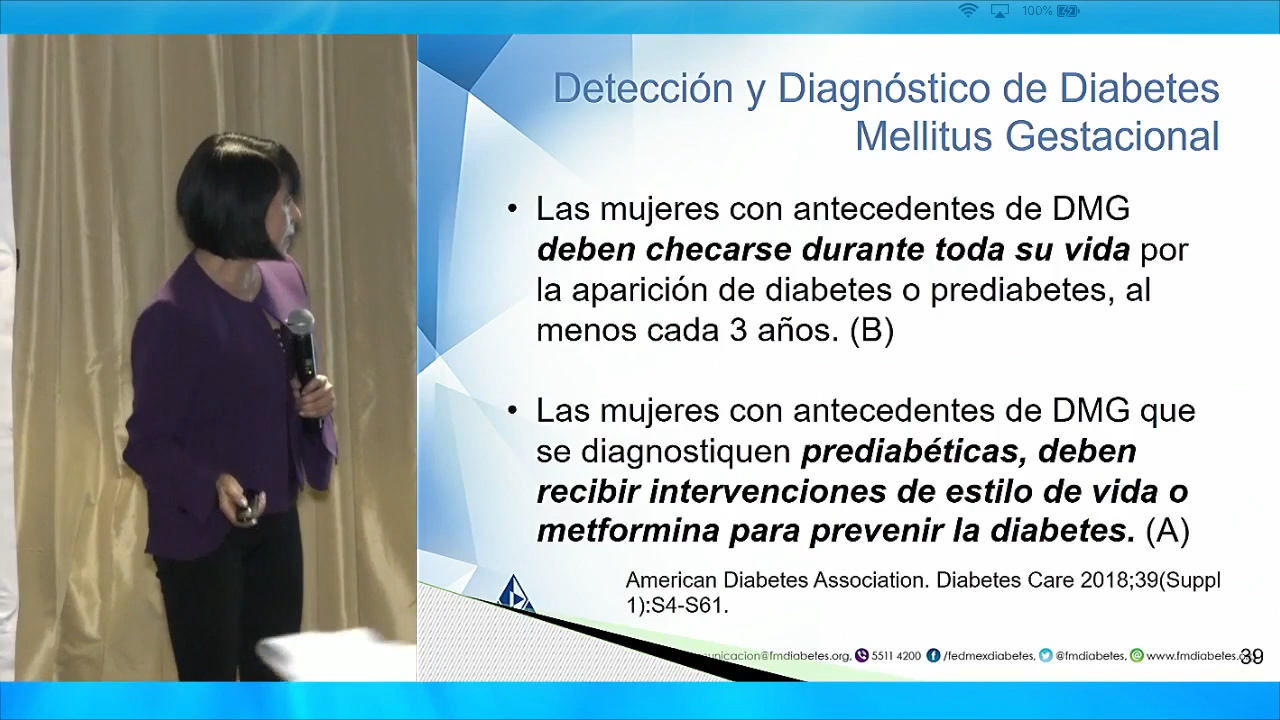 100%
Detección y Diagnóstico de Diabetes
Mellitus Gestacional
• Las mujeres con antecedentes de DMG
deben checarse durante toda su vida por
la aparición de diabetes o prediabetes, al
menos cada 3 años. (B)
• Las mujeres con antecedentes de DMG que
se diagnostiquen prediabéticas, deben
recibir intervenciones de estilo de vida o
metformina para prevenir la diabetes. (A)
American Diabetes Association. Diabetes Care 2018;39(Suppl
1):S4-S61.
@fmdiabetes.org, 5511 4200 /fedmexdiabetes, @fmdiabetes, 39